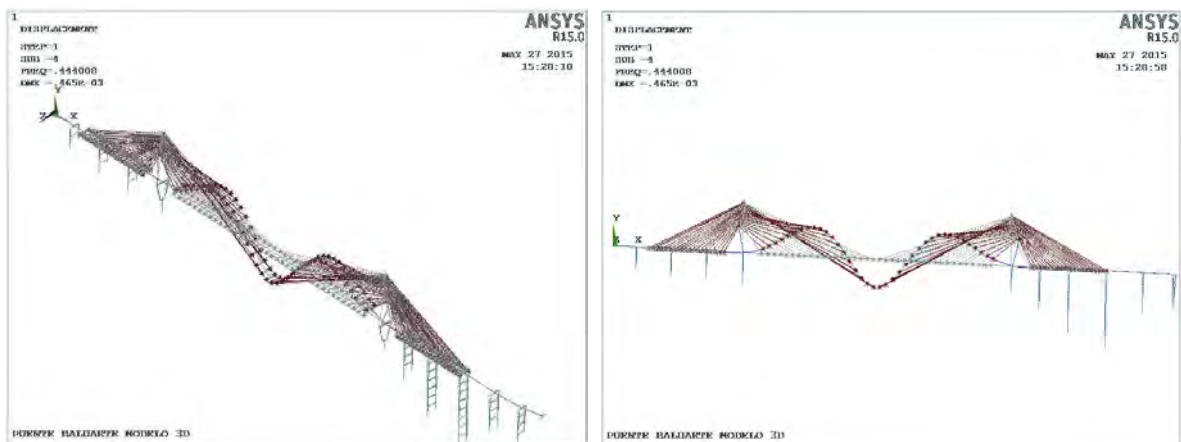 1
ANSYS
R15.0
DISPLACEMENT
STEP=1
SUB =4
FREQ=.444008
DMX =.465E-03
MAY 27 2015
15:28:10
Y
Z X
PUENTE BALUARTE MODELO 3D
1
ANSYS
R15.0
DISPLACEMENT
STEP=1
SUB =4
FREQ=.444008
DMX =.465E-03
MAY 27 2015
15:28:58
Y
X
PUENTE BALUARTE MODELO 3D